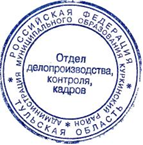 * РОССИЙСКАЯ ФЕДЕРАЦИЯ * ТУЛЬСКАЯ ОБЛАСТЬ
АДМИНИСТРАЦИЯ МУНИЦИПАЛЬНОГО ОБРАЗОВАНИЯ КУРКИНСКИЙ РАЙОН
Отдел
делопроизводства,
контроля,
кадров